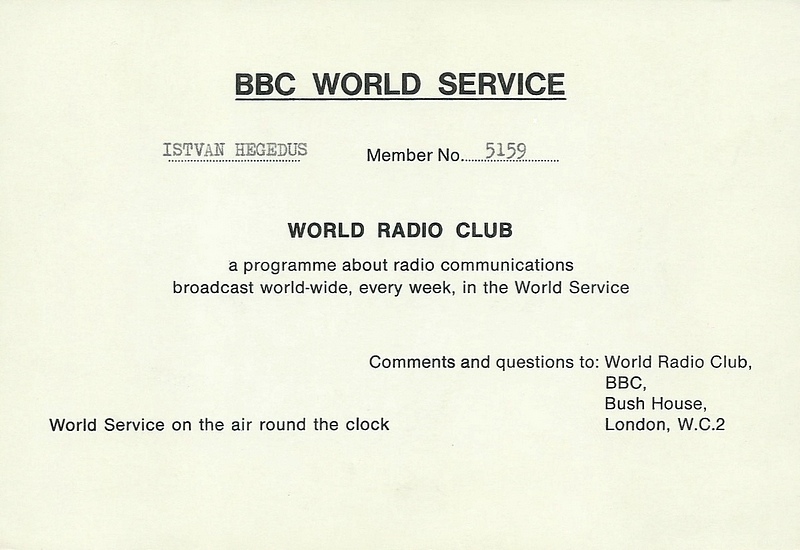 BBC WORLD SERVICE
ISTVAN HEGEDUS Member No. 5159
WORLD RADIO CLUB
a programme about radio communications
broadcast world-wide, every week, in the World Service
Comments and questions to: World Radio Club,
BBC,
Bush House,
World Service on the air round the clock London, W.C.2